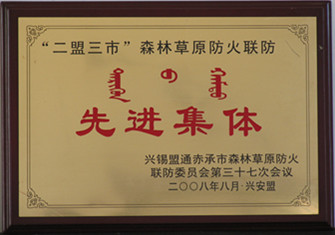 “二盟三市”森林草原防火联防
先进集体
兴锡盟通赤承市森林草原防火
联防委员会第三十七次会议
二〇〇八年八月·兴安盟